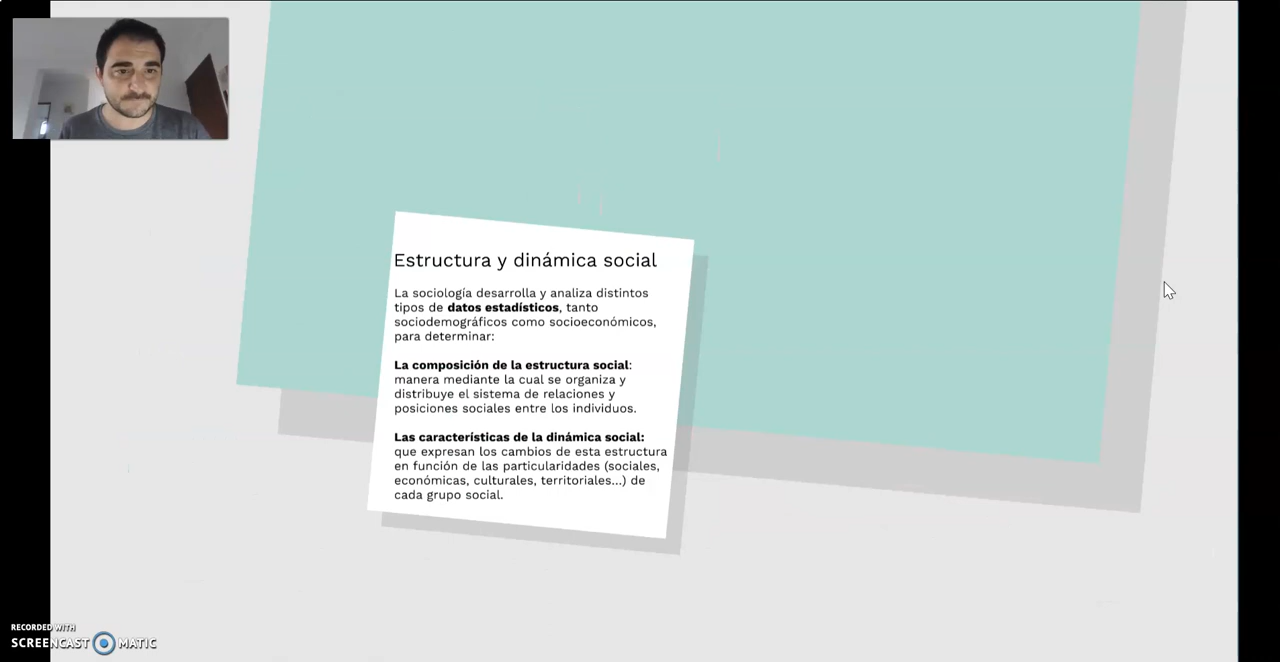 Estructura y dinámica social
La sociología desarrolla y analiza distintos
tipos de datos estadísticos, tanto
sociodemográficos como socioeconómicos,
para determinar:
La composición de la estructura social:
manera mediante la cual se organiza y
distribuye el sistema de relaciones y
posiciones sociales entre los individuos.
Las características de la dinámica social:
que expresan los cambios de esta estructura
en función de las particularidades (sociales,
económicas, culturales, territoriales...) de
cada grupo social.
RECORDED WITH
SCREENCAST MATIC